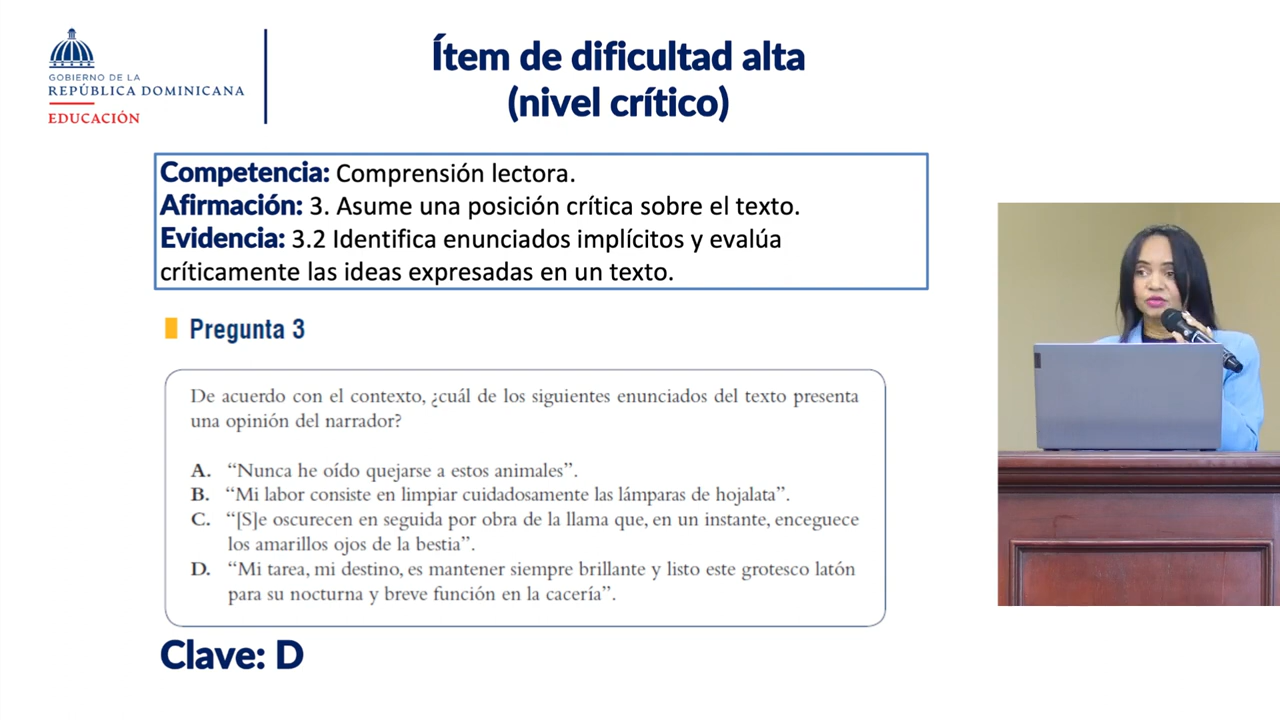 Ítem de dificultad alta
(nivel crítico)
GOBIERNO DE LA
REPÚBLICA DOMINICANA
EDUCACIÓN
Competencia: Comprensión lectora.
Afirmación: 3. Asume una posición crítica sobre el texto.
Evidencia: 3.2 Identifica enunciados implícitos y evalúa
críticamente las ideas expresadas en un texto.
Pregunta 3
De acuerdo con el contexto, ¿cuál de los siguientes enunciados del texto presenta
una opinión del narrador?
A. “Nunca he oído quejarse a estos animales”.
B. “Mi labor consiste en limpiar cuidadosamente las lámparas de hojalata”.
C. “[S]e oscurecen en seguida por obra de la llama que, en un instante, enceguece
los amarillos ojos de la bestia”.
D. “Mi tarea, mi destino, es mantener siempre brillante y listo este grotesco latón
para su nocturna y breve función en la cacería”.
Clave: D